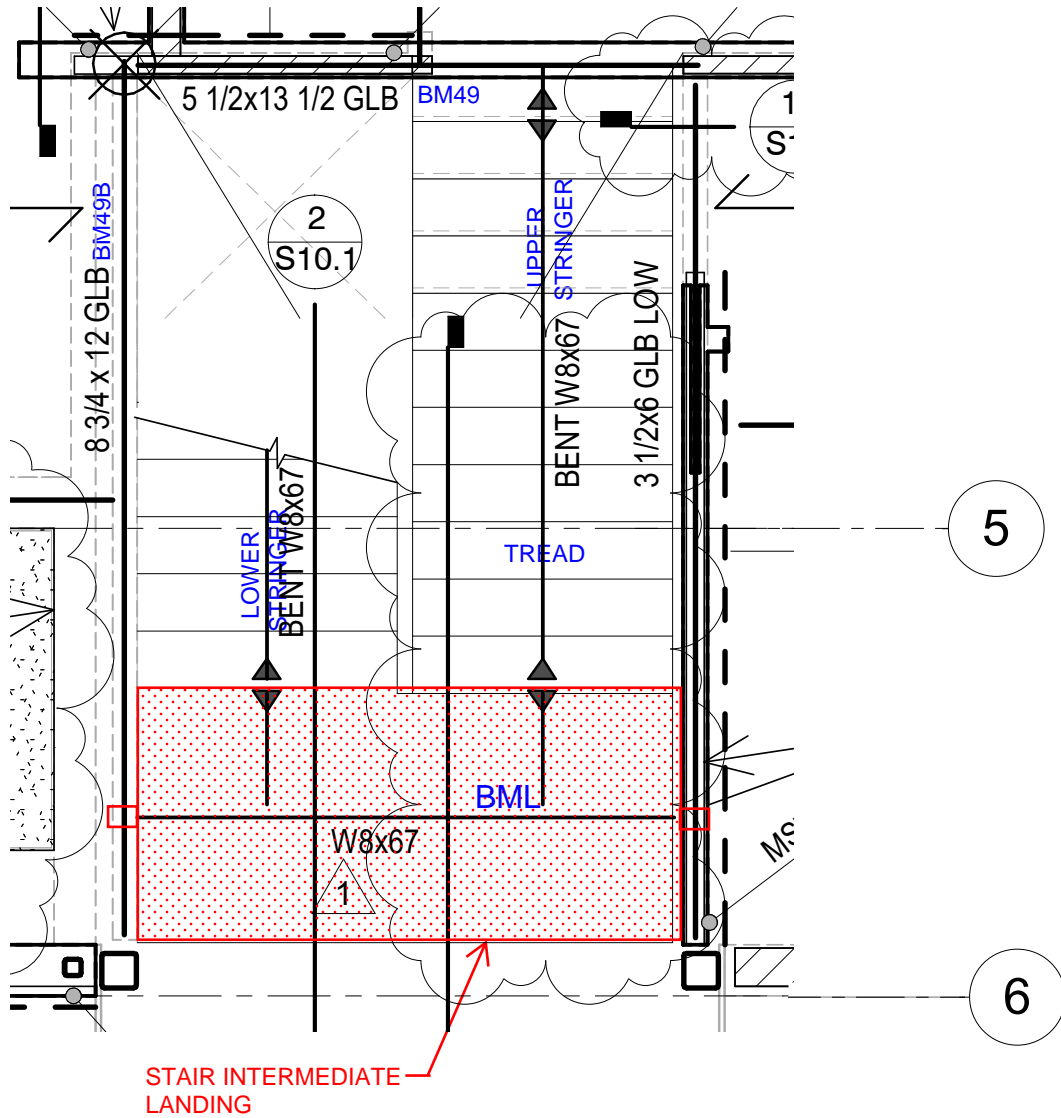 5 1/2x13 1/2 GLB
BM49
1
S1
2
S10.1
8 3/4 x 12 GLB
BM49B
UPPER
STRINGER
BENT W8x67
3 1/2x6 GLB LOW
LOWER
STRINGER
BENT W8x67
TREAD
5
BML
W8x67
1
MS
6
STAIR INTERMEDIATE
LANDING